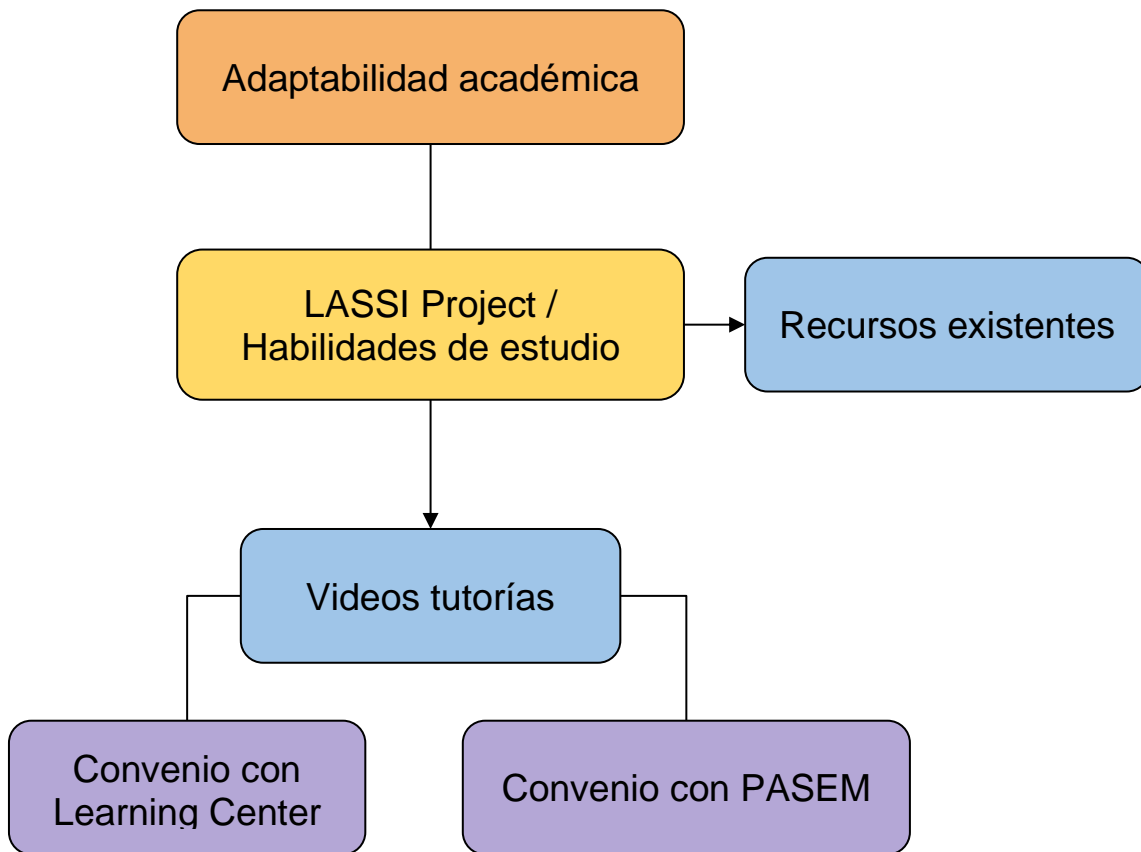 Adaptabilidad académica
LASSI Project /
Habilidades de estudio
Recursos existentes
Videos tutorías
Convenio con
Learning Center
Convenio con PASEM